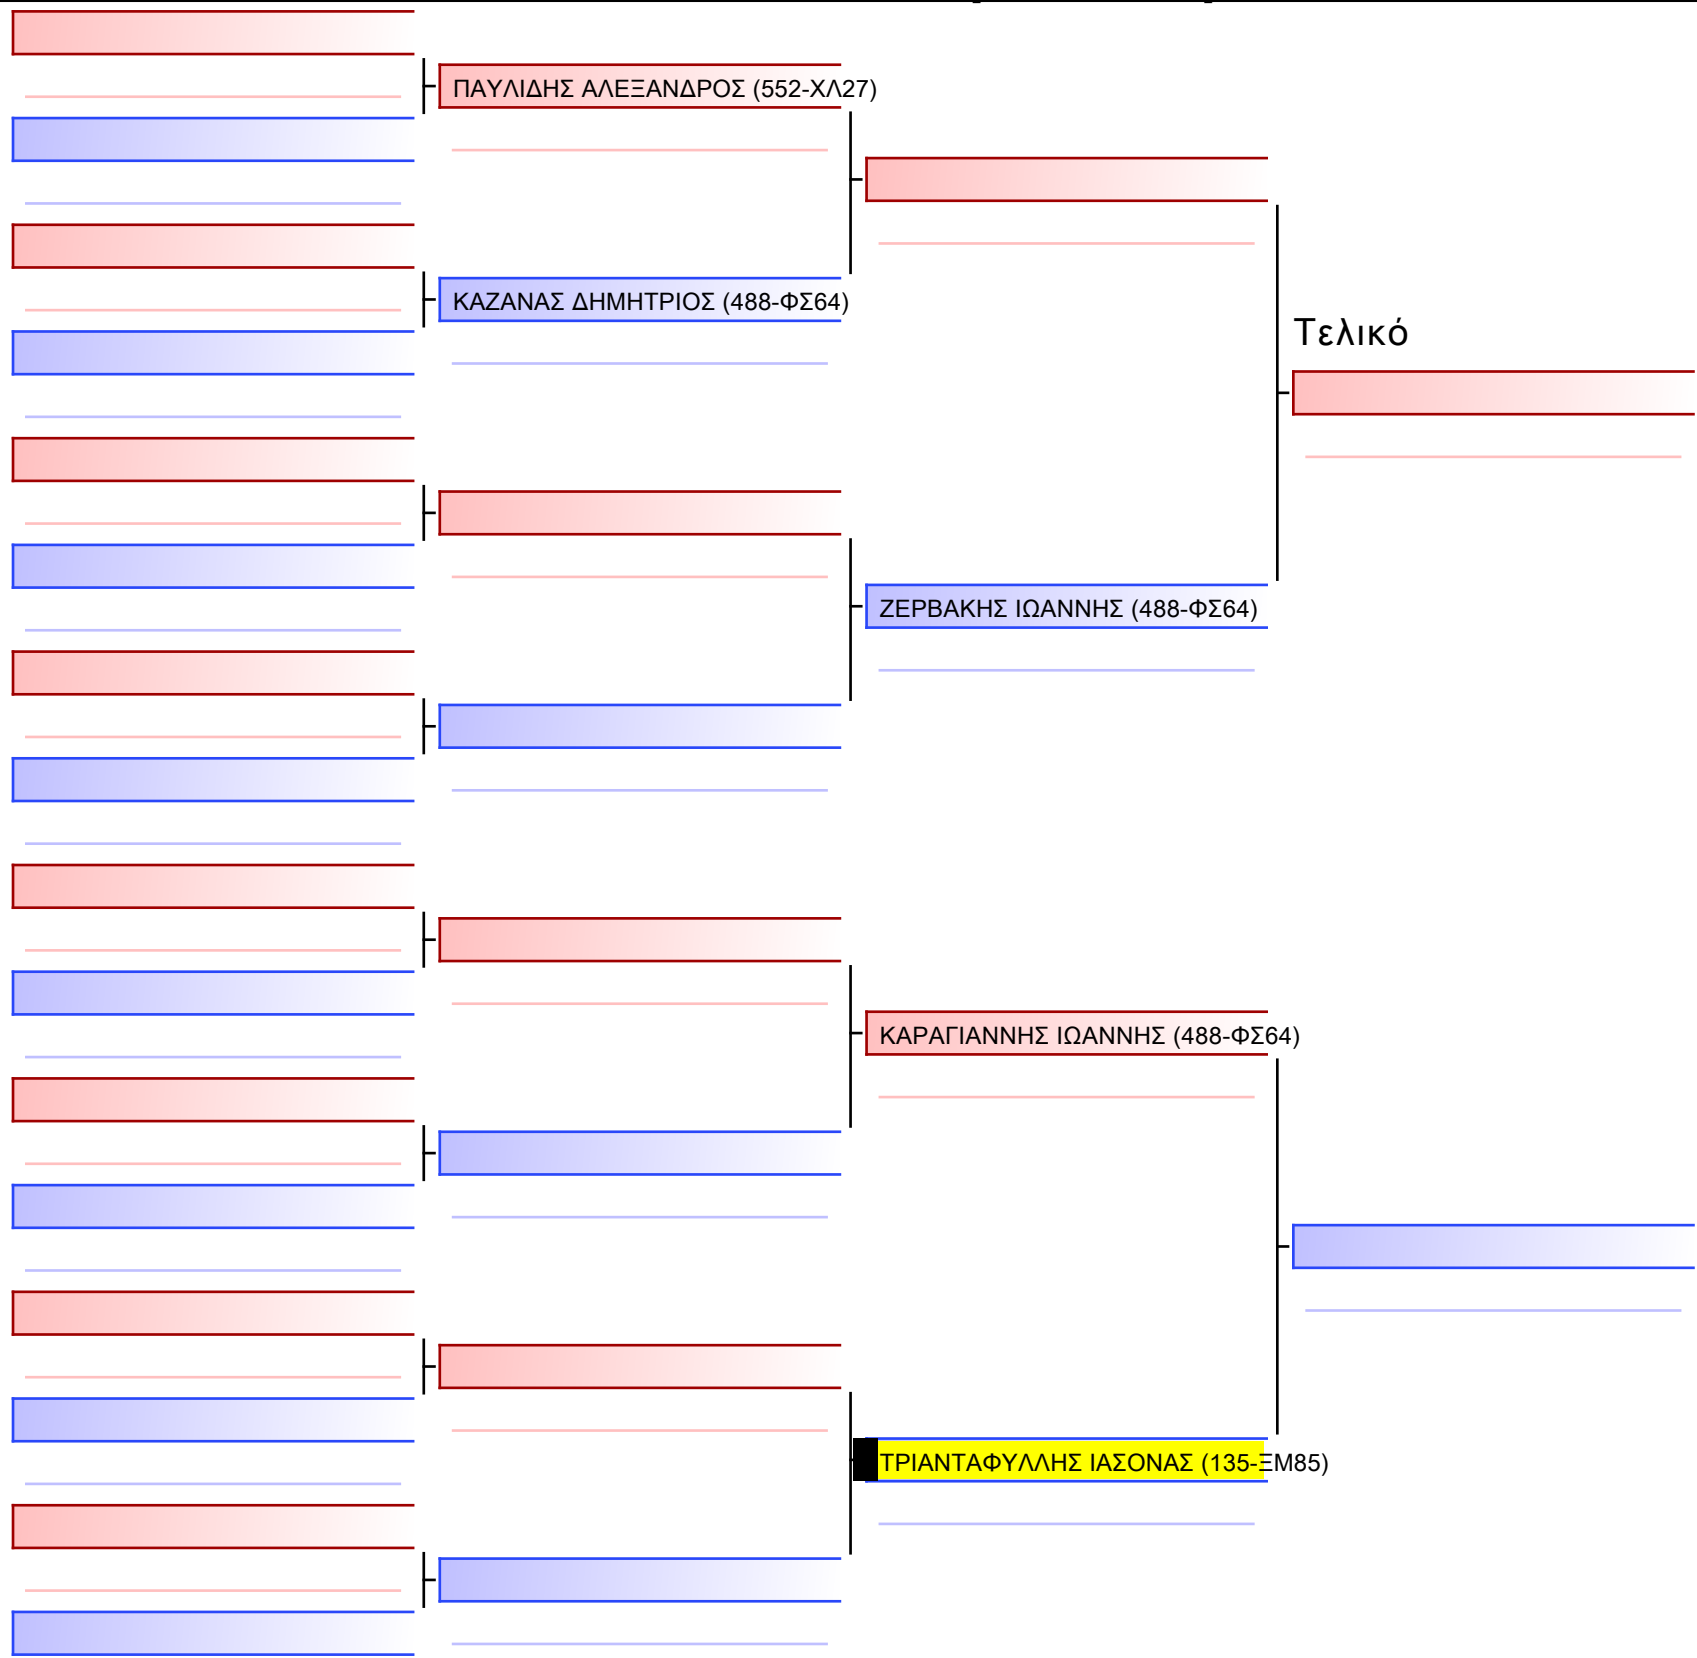 ΠΑΥΛΙΔΗΣ ΑΛΕΞΑΝΔΡΟΣ (552-ΧΛ27)
ΚΑΖΑΝΑΣ ΔΗΜΗΤΡΙΟΣ (488-ΦΣ64)
Τελικό
ΖΕΡΒΑΚΗΣ ΙΩΑΝΝΗΣ (488-ΦΣ64)
ΚΑΡΑΓΙΑΝΝΗΣ ΙΩΑΝΝΗΣ (488-ΦΣ64)
ΤΡΙΑΝΤΑΦΥΛΛΗΣ ΙΑΣΟΝΑΣ (135-ΞΜ85)